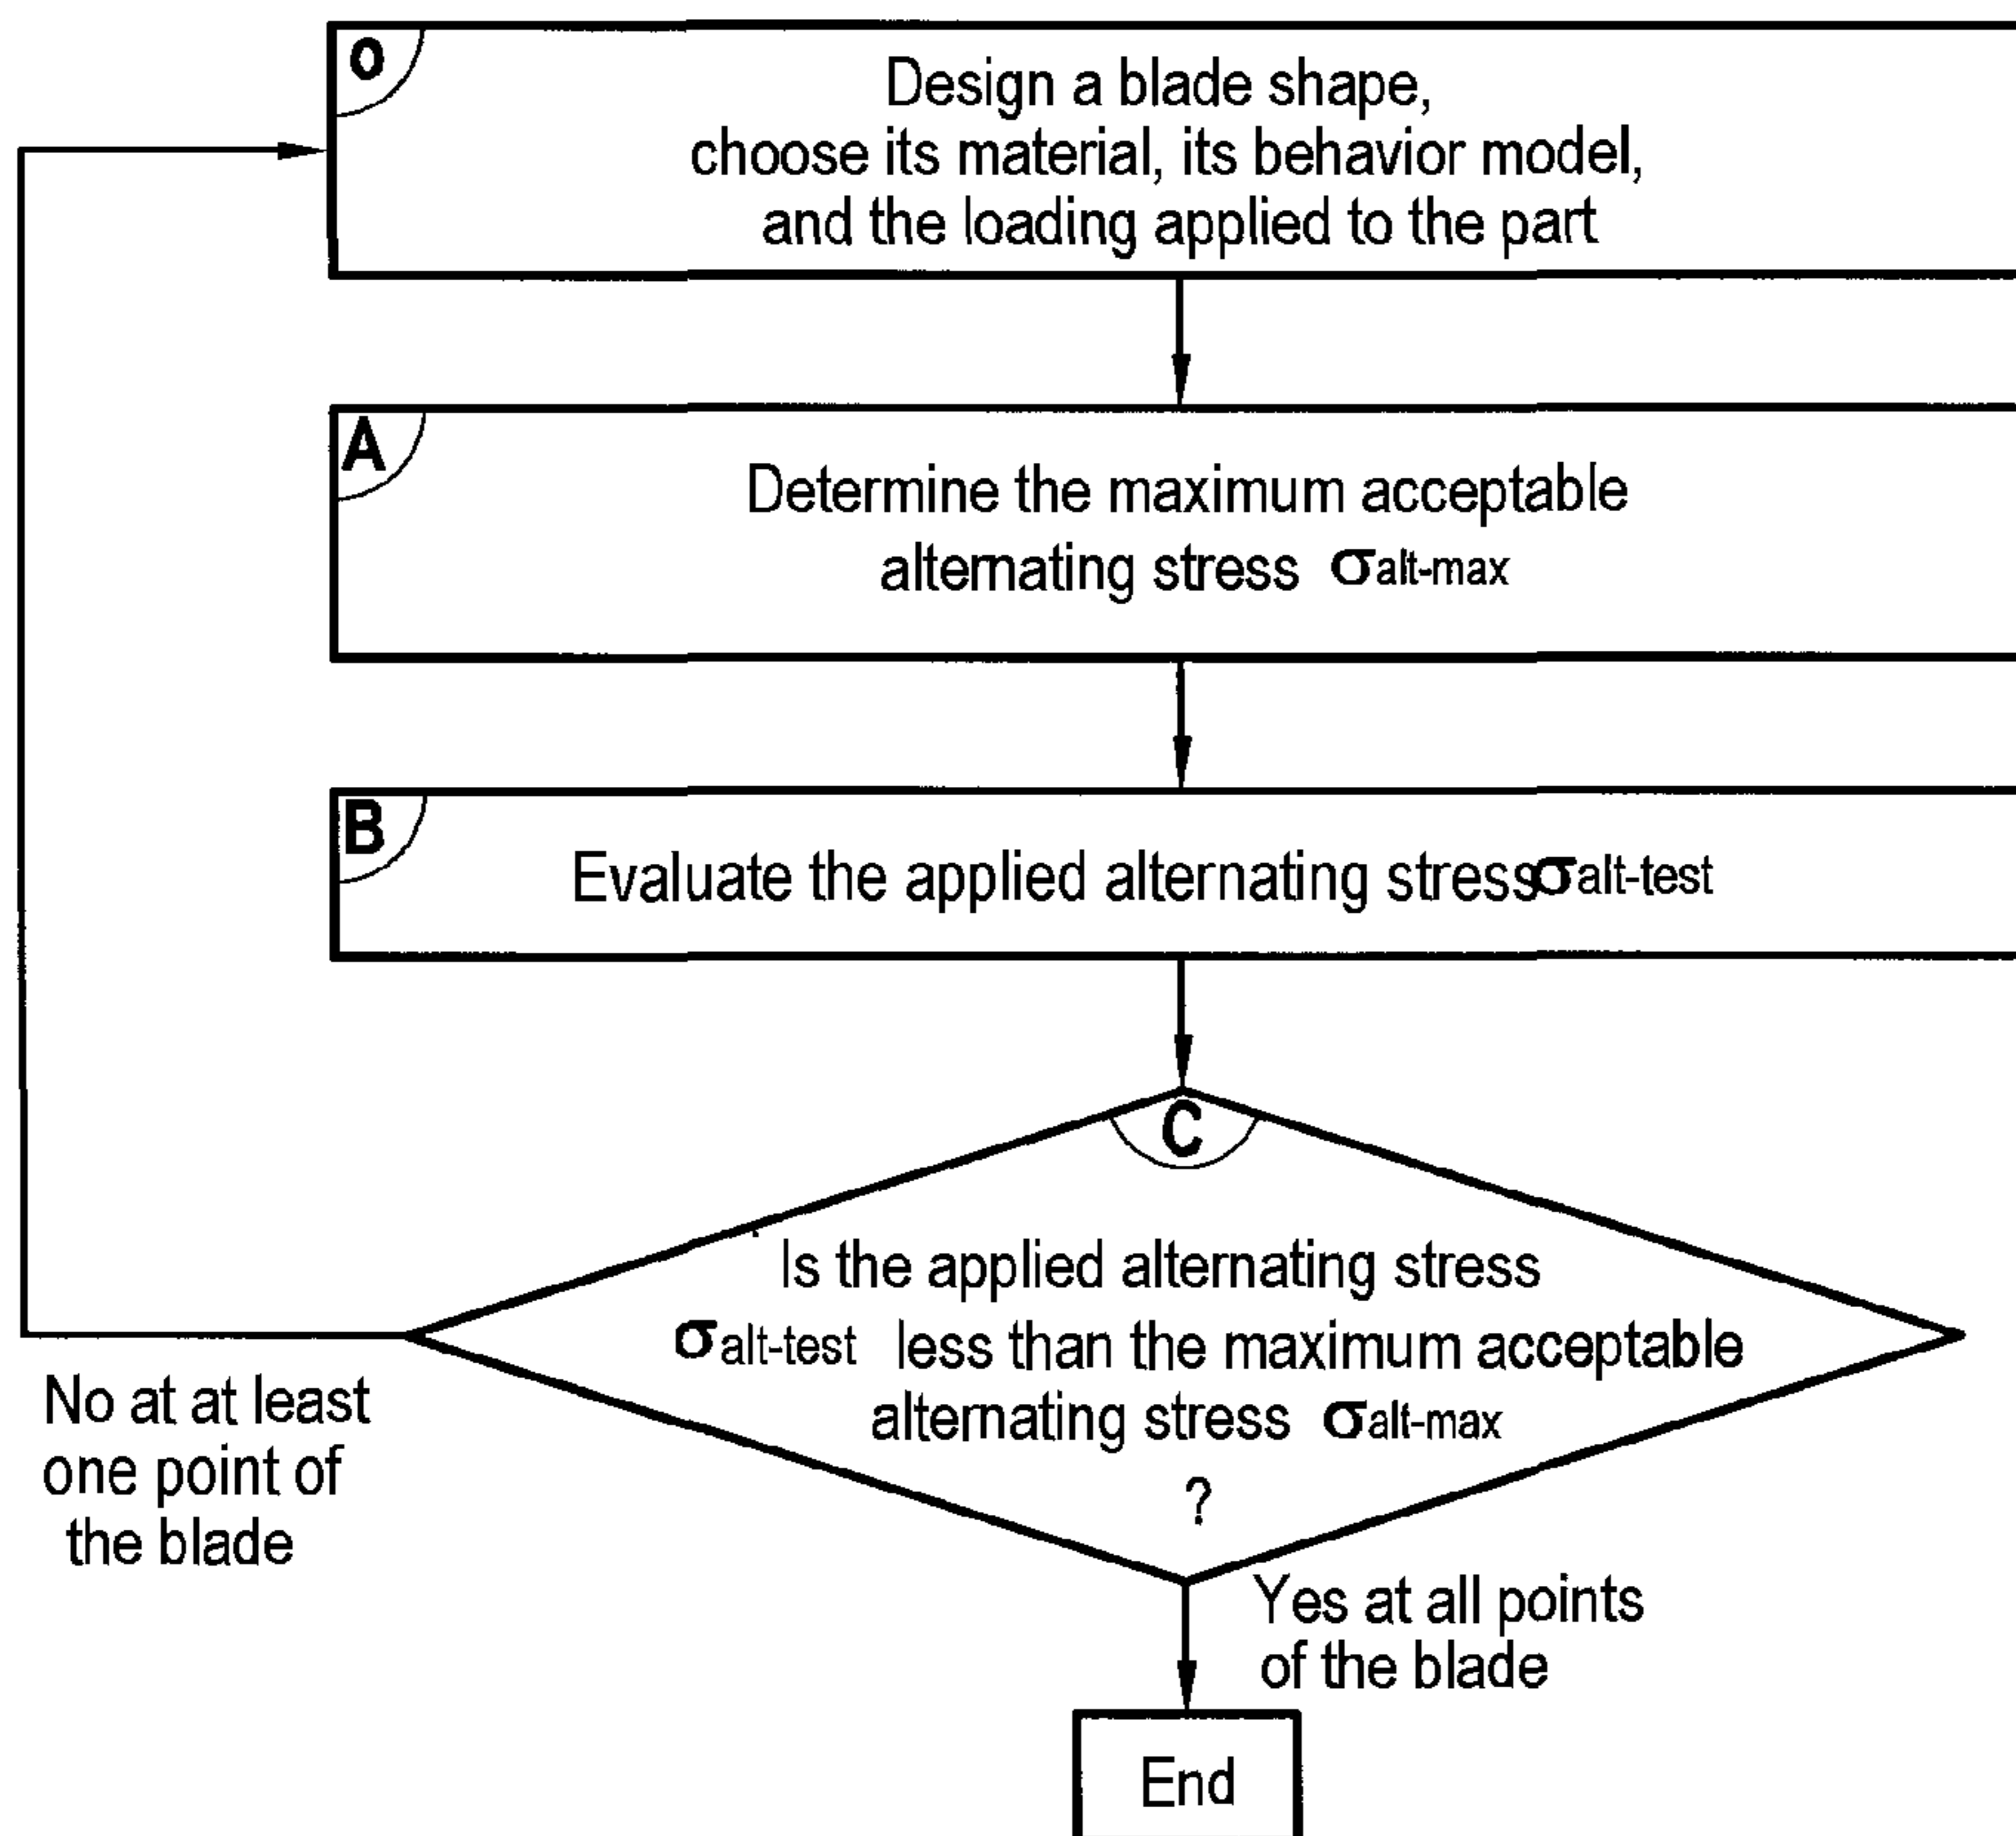 O
Design a blade shape,
choose its material, its behavior model,
and the loading applied to the part
A
Determine the maximum acceptable
alternating stress σalt-max
B
Evaluate the applied alternating stress σalt-test
C
Is the applied alternating stress
σalt-test less than the maximum acceptable
alternating stress σalt-max
?
No at at least
one point of
the blade
Yes at all points
of the blade
End